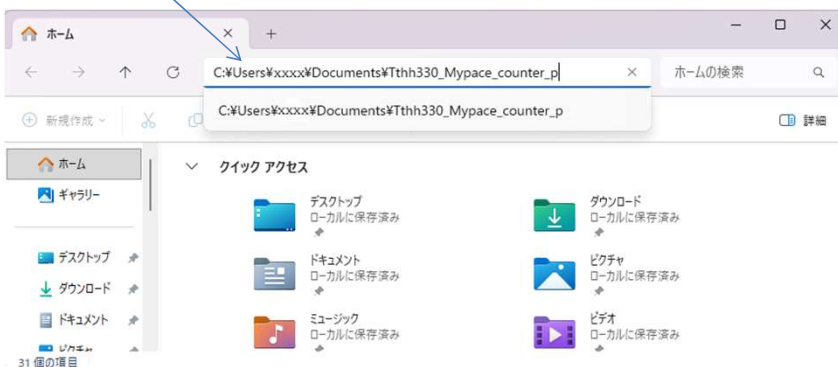 ホーム
C:¥Users¥xxxx¥Documents¥Tthh330_Mypace_counter_p
ホームの検索
C:¥Users¥xxxx¥Documents¥Tthh330_Mypace_counter_p
新規作成
詳細
ホーム
ギャラリー
デスクトップ
ダウンロード
ドキュメント
ピクチャ
クイック アクセス
デスクトップ
ローカルに保存済み
ダウンロード
ローカルに保存済み
ドキュメント
ローカルに保存済み
ピクチャ
ローカルに保存済み
ミュージック
ローカルに保存済み
ビデオ
ローカルに保存済み
31 個の項目